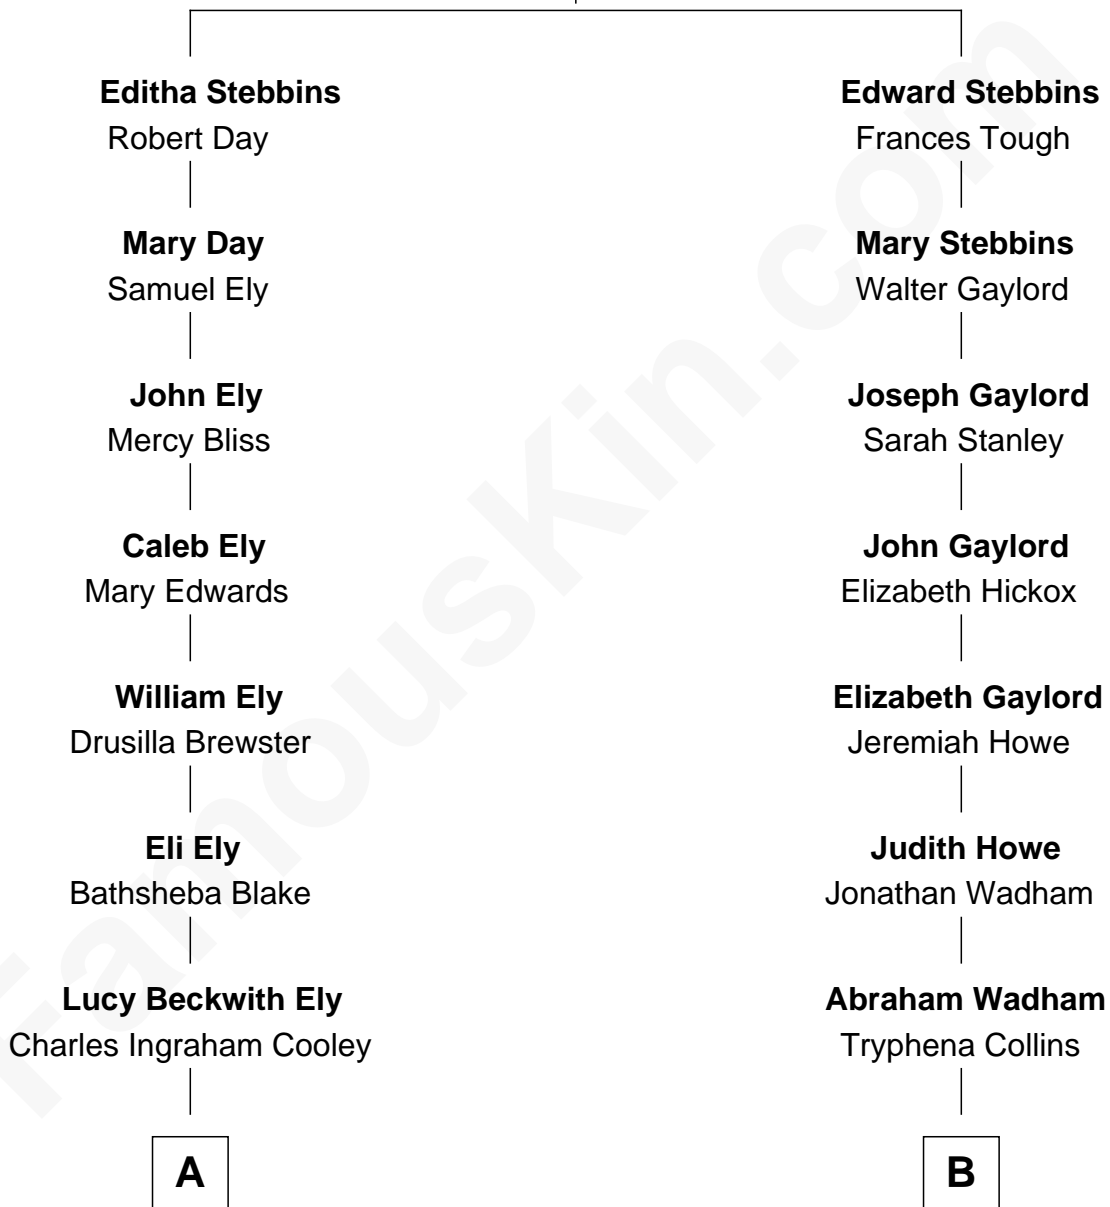 Editha Stebbins
Robert Day
Edward Stebbins
Frances Tough
Mary Day
Samuel Ely
Mary Stebbins
Walter Gaylord
John Ely
Mercy Bliss
Joseph Gaylord
Sarah Stanley
Caleb Ely
Mary Edwards
John Gaylord
Elizabeth Hickox
William Ely
Drusilla Brewster
Elizabeth Gaylord
Jeremiah Howe
Eli Ely
Bathsheba Blake
Judith Howe
Jonathan Wadham
Lucy Beckwith Ely
Charles Ingraham Cooley
Abraham Wadham
Tryphena Collins
A
B
FamousKin.com